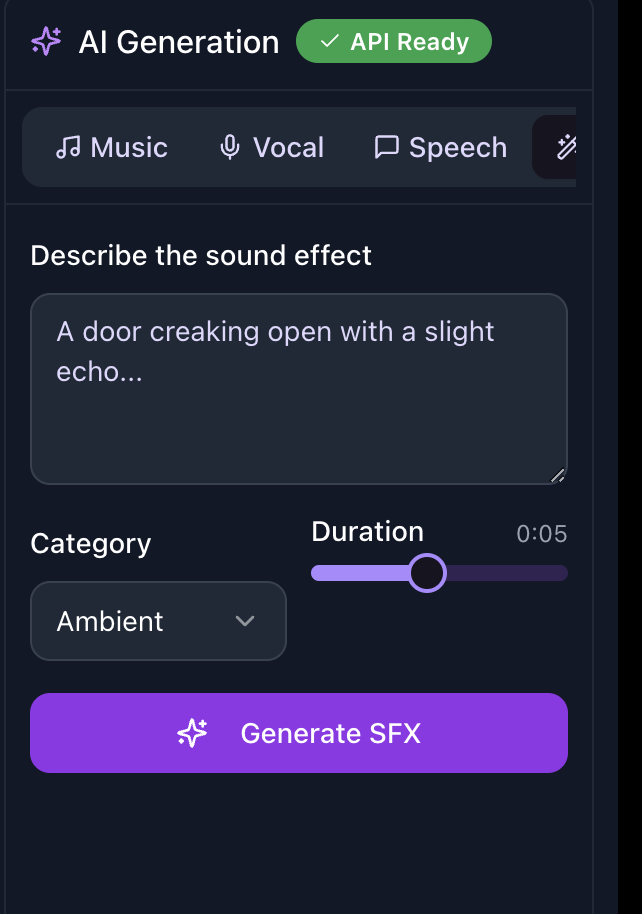 AI Generation
API Ready
Music
Vocal
Speech
Describe the sound effect
A door creaking open with a slight
echo...
Category
Duration
0:05
Ambient
Generate SFX